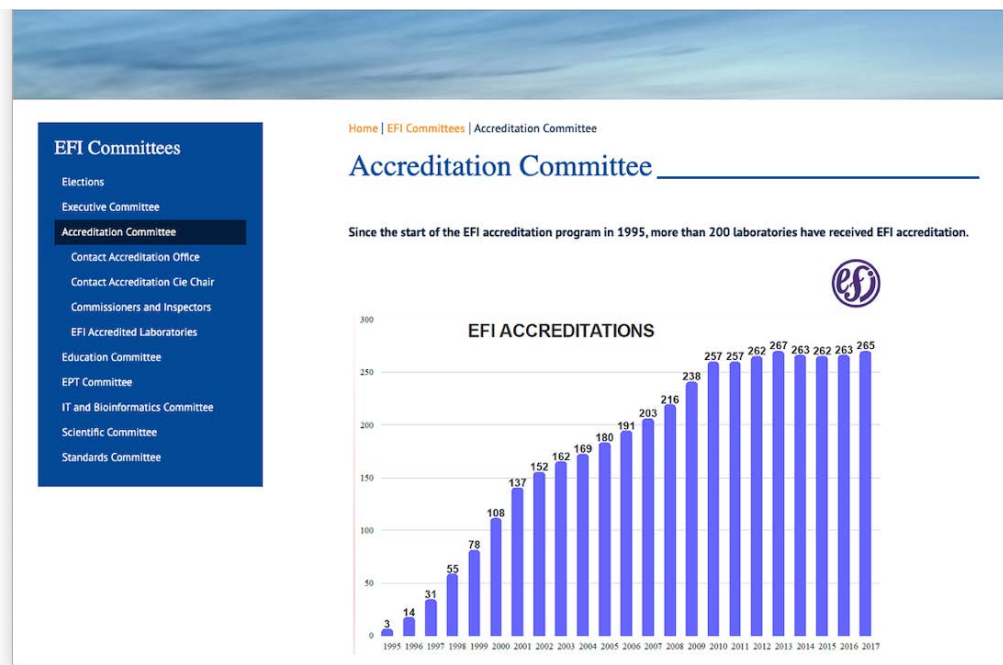 Home | EFI Committees | Accreditation Committee
EFI Committees
Elections
Executive Committee
Accreditation Committee
Contact Accreditation Office
Contact Accreditation Cie Chair
Commissioners and Inspectors
EFI Accredited Laboratories
Education Committee
EPT Committee
IT and Bioinformatics Committee
Scientific Committee
Standards Committee
Accreditation Committee
Since the start of the EFI accreditation program in 1995, more than 200 laboratories have received EFI accreditation.
efi
EFI ACCREDITATIONS
300
250
200
150
100
50
0
3 14 31 55 78 108 137 152 162 169 180 191 203 216 238 257 257 262 267 263 262 263 265
1995 1996 1997 1998 1999 2000 2001 2002 2003 2004 2005 2006 2007 2008 2009 2010 2011 2012 2013 2014 2015 2016 2017